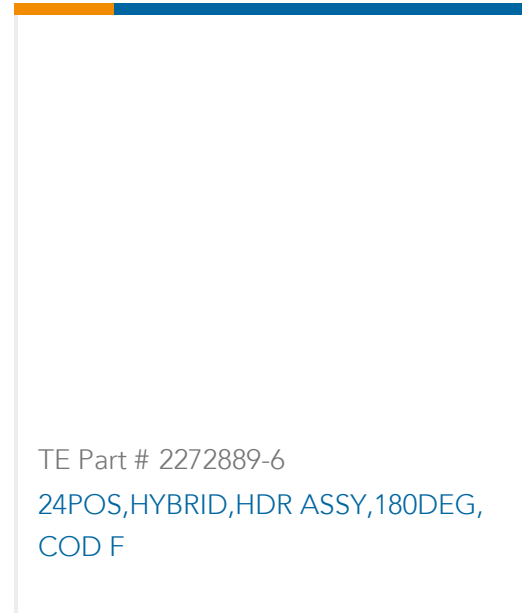 TE Part # 2272889-6
24POS,HYBRID,HDR ASSY,180DEG,
COD F